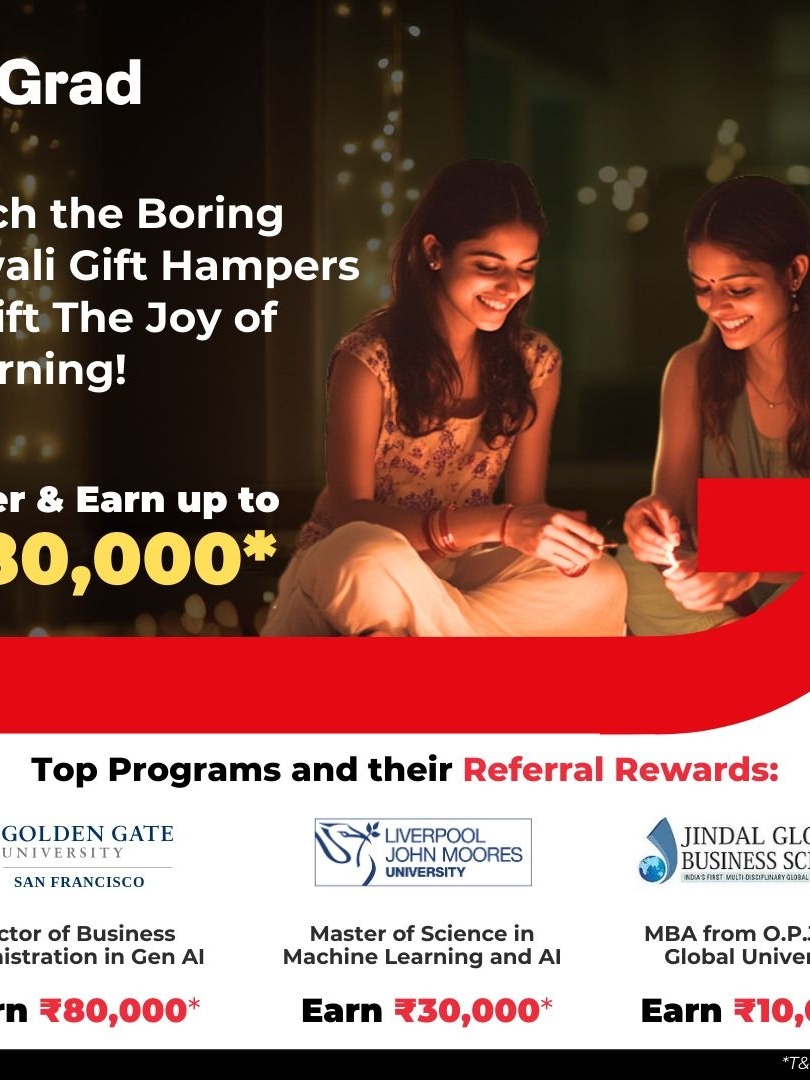 Grad
ch the Boring
vali Gift Hampers
ift The Joy of
rning!
er & Earn up to
80,000*
Top Programs and their Referral Rewards:
GOLDEN GATE
UNIVERSITY
SAN FRANCISCO
LIVERPOOL
JOHN MOORES
UNIVERSITY
JINDAL GLO
BUSINESS SC
INDIA'S FIRST MULTI-DISCIPLINARY GLOBAL
ctor of Business
nistration in Gen AI
Master of Science in
Machine Learning and AI
MBA from O.P.J
Global Univer
rn ₹80,000*
Earn ₹30,000*
Earn ₹10,0
*T&